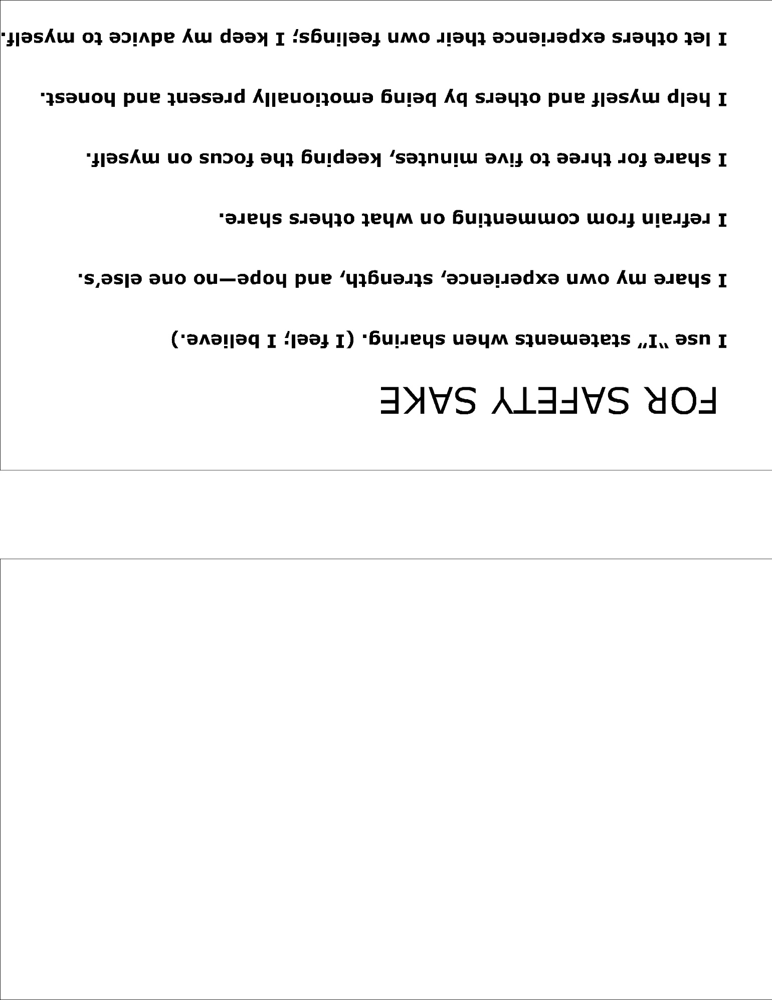 FOR SAFETY SAKE
I use “I” statements when sharing. (I feel; I believe.)
I share my own experience, strength, and hope—no one else’s.
I refrain from commenting on what others share.
I share for three to five minutes, keeping the focus on myself.
I help myself and others by being emotionally present and honest.
I let others experience their own feelings; I keep my advice to myself.